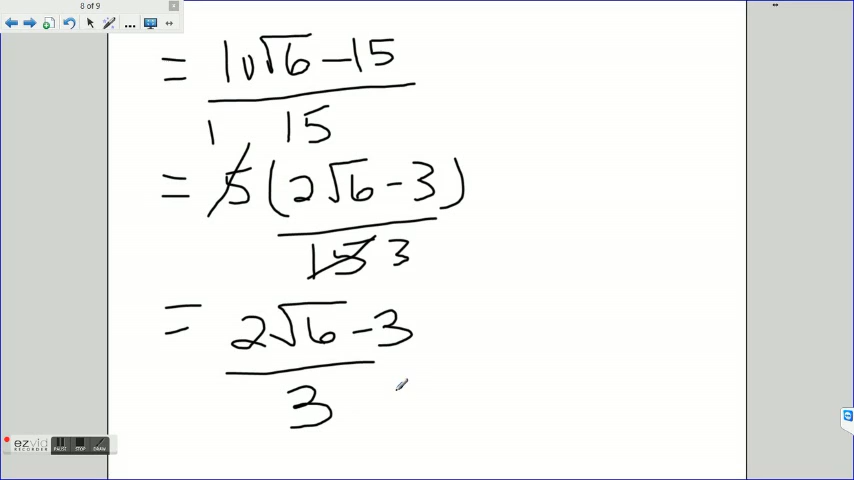 8 of 9
= 10√6 - 15
1 15
= 5 ( 2√6 - 3 )
15 3
= 2√6 - 3
3
ezvid
RECORDER
PAUSE STOP DRAW